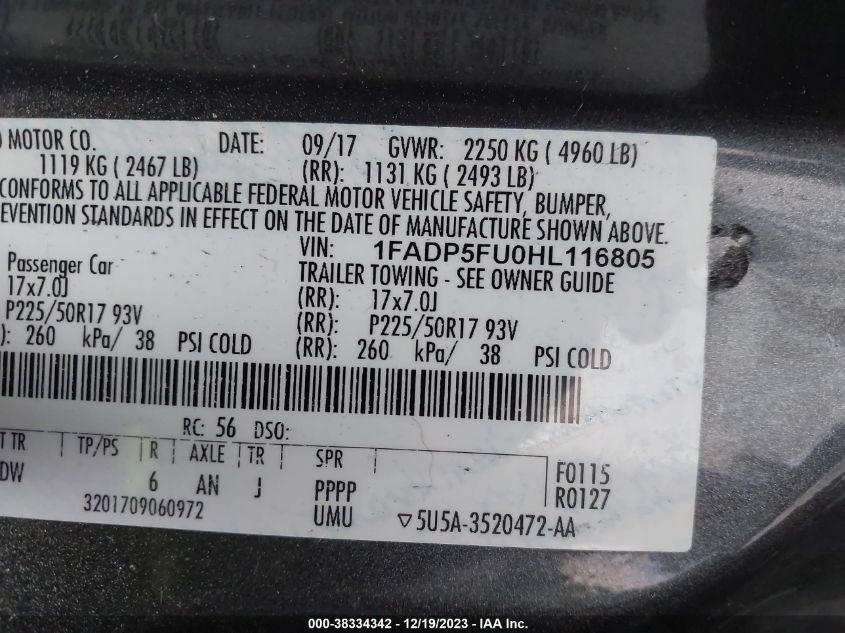 MOTOR CO. DATE: 09/17 GVWR: 2250 KG ( 4960 LB)
1119 KG ( 2467 LB) (RR): 1131 KG ( 2493 LB)
CONFORMS TO ALL APPLICABLE FEDERAL MOTOR VEHICLE SAFETY, BUMPER,
EVENTION STANDARDS IN EFFECT ON THE DATE OF MANUFACTURE SHOWN ABOVE.
VIN: 1FADP5FU0HL116805
Passenger Car TRAILER TOWING - SEE OWNER GUIDE
17x7.0J (RR): 17x7.0J
P225/50R17 93V (RR): P225/50R17 93V
): 260 kPa/ 38 PSI COLD (RR): 260 kPa/ 38 PSI COLD
RC: 56 DSO:
T TR TP/PS R AXLE TR SPR F0115
DW 6 AN J PPPP R0127
3201709060972 UMU ▽5U5A-3520472-AA
000-38334342 / 12/19/2023 - IAA Inc.